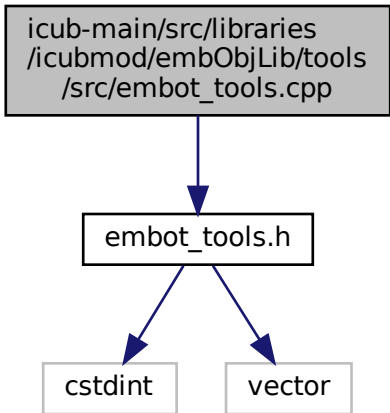 icub-main/src/libraries
/icubmod/embObjLib/tools
/src/embot_tools.cpp
embot_tools.h
cstdint
vector